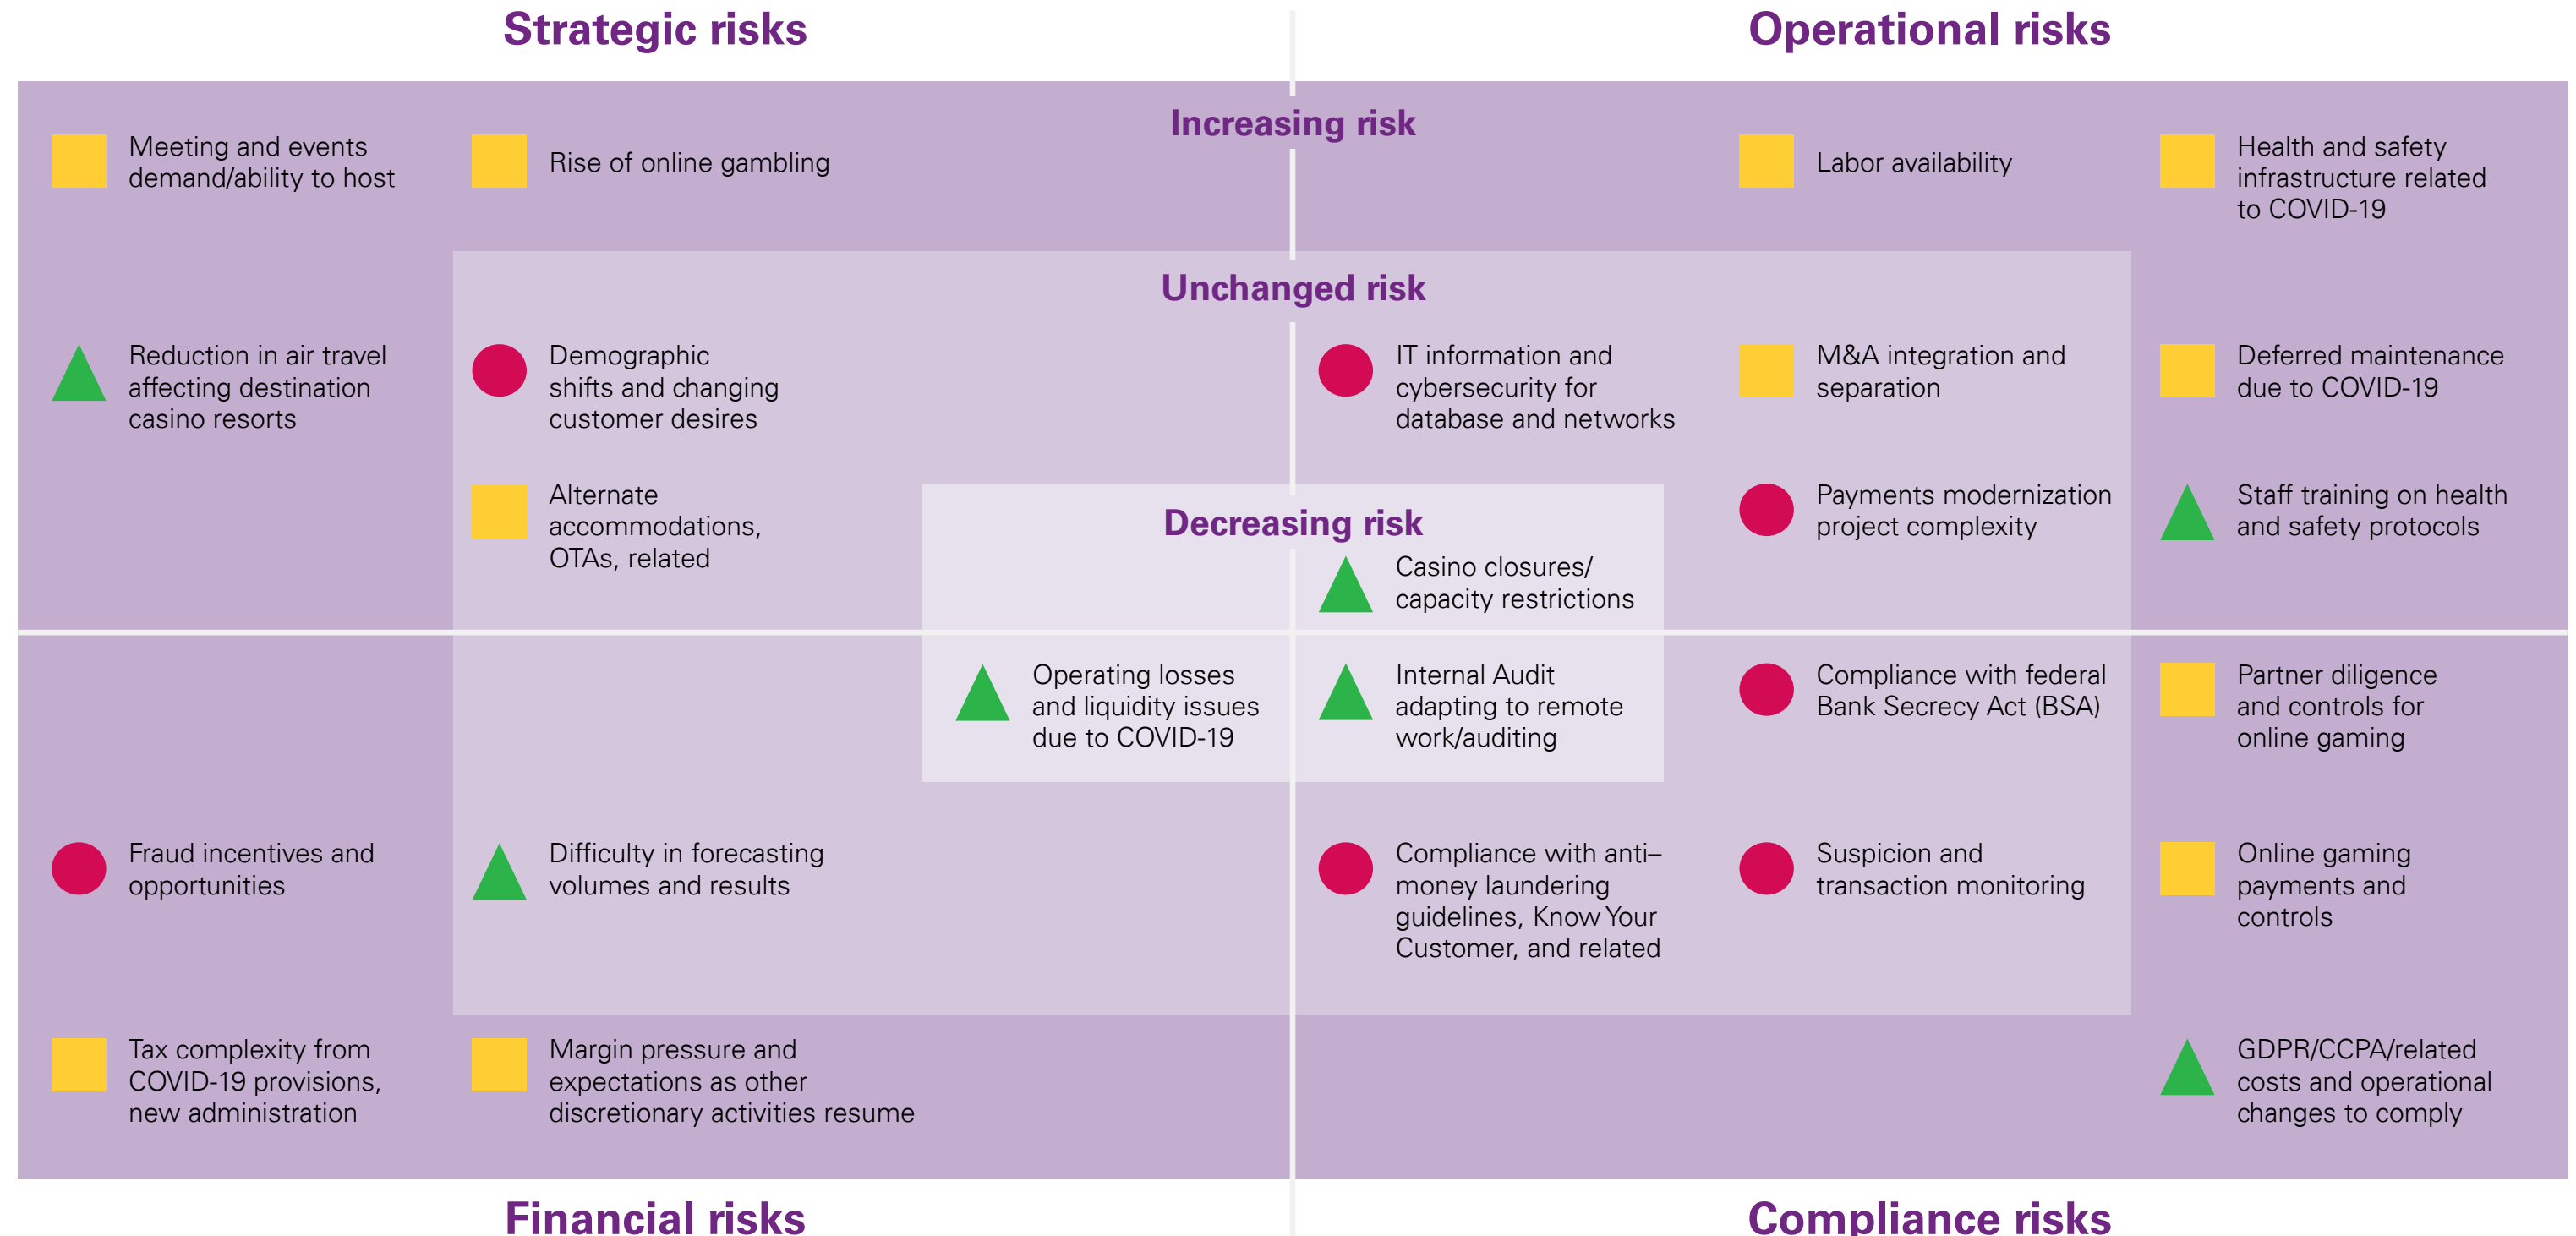 Strategic risks
Operational risks
Increasing risk
Meeting and events
demand/ability to host
Rise of online gambling
Labor availability
Health and safety
infrastructure related
to COVID-19
Unchanged risk
Reduction in air travel
affecting destination
casino resorts
Demographic
shifts and changing
customer desires
IT information and
cybersecurity for
database and networks
M&A integration and
separation
Deferred maintenance
due to COVID-19
Alternate
accommodations,
OTAs, related
Decreasing risk
Casino closures/
capacity restrictions
Payments modernization
project complexity
Staff training on health
and safety protocols
Operating losses
and liquidity issues
due to COVID-19
Internal Audit
adapting to remote
work/auditing
Compliance with federal
Bank Secrecy Act (BSA)
Partner diligence
and controls for
online gaming
Fraud incentives and
opportunities
Difficulty in forecasting
volumes and results
Compliance with anti–
money laundering
guidelines, Know Your
Customer, and related
Suspicion and
transaction monitoring
Online gaming
payments and
controls
Tax complexity from
COVID-19 provisions,
new administration
Margin pressure and
expectations as other
discretionary activities resume
GDPR/CCPA/related
costs and operational
changes to comply
Financial risks
Compliance risks